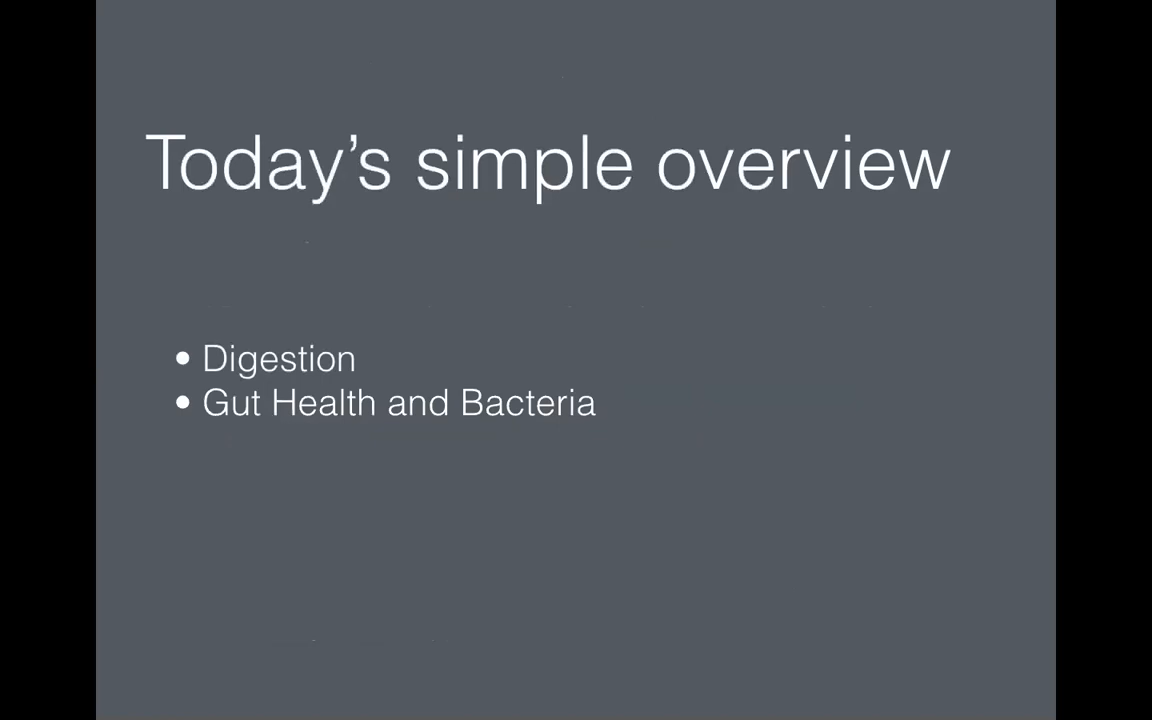 Today’s simple overview
• Digestion
• Gut Health and Bacteria